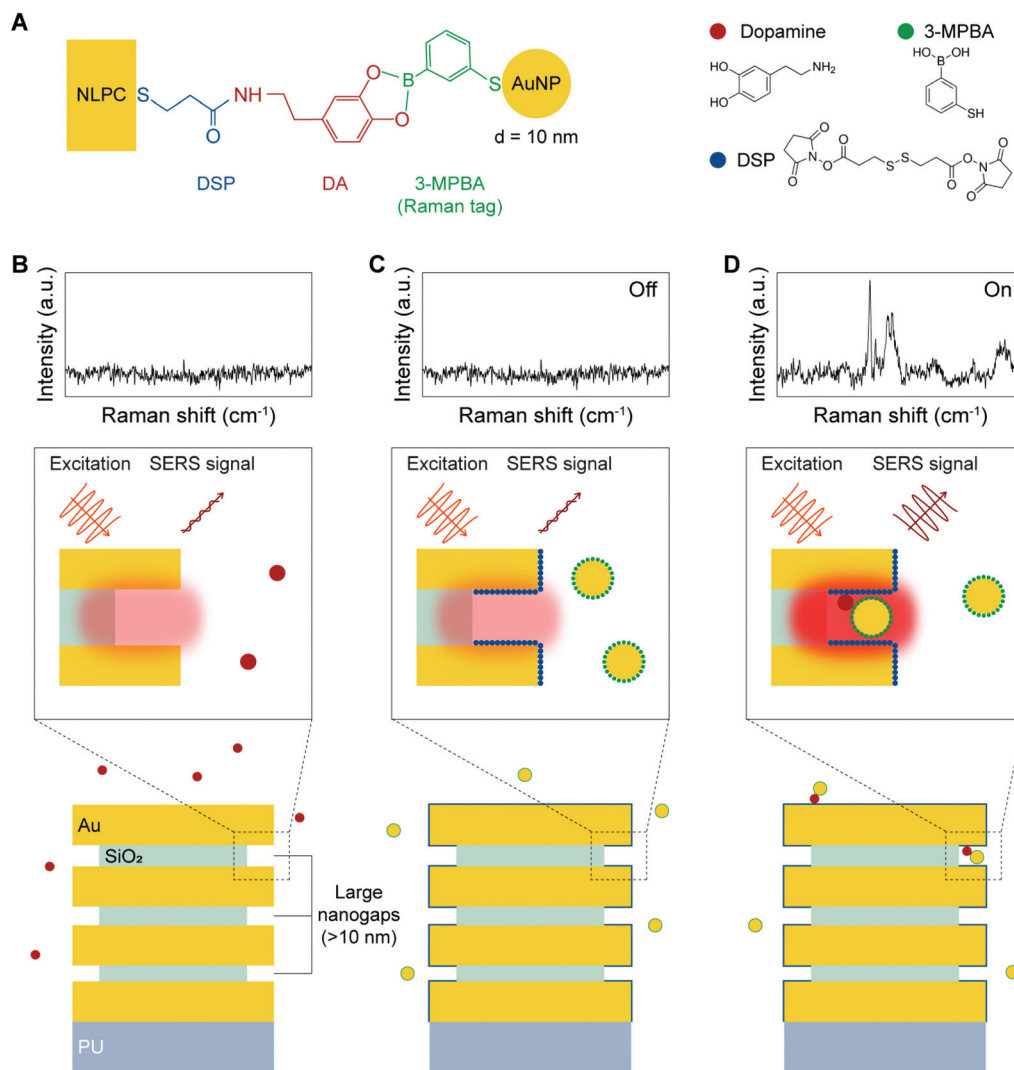 A
NLPC
S
O
NH
O
O
B
S
AuNP
d = 10 nm
DSP
DA
3-MPBA
(Raman tag)
Dopamine
HO
HO
NH₂
3-MPBA
HO
OH
B
SH
DSP
O
N
O
O
O
S
S
O
O
O
N
O
B
Intensity (a.u.)
Raman shift (cm⁻¹)
Excitation
SERS signal
Au
SiO₂
Large
nanogaps
(>10 nm)
PU
C
Intensity (a.u.)
Off
Raman shift (cm⁻¹)
Excitation
SERS signal
D
Intensity (a.u.)
On
Raman shift (cm⁻¹)
Excitation
SERS signal